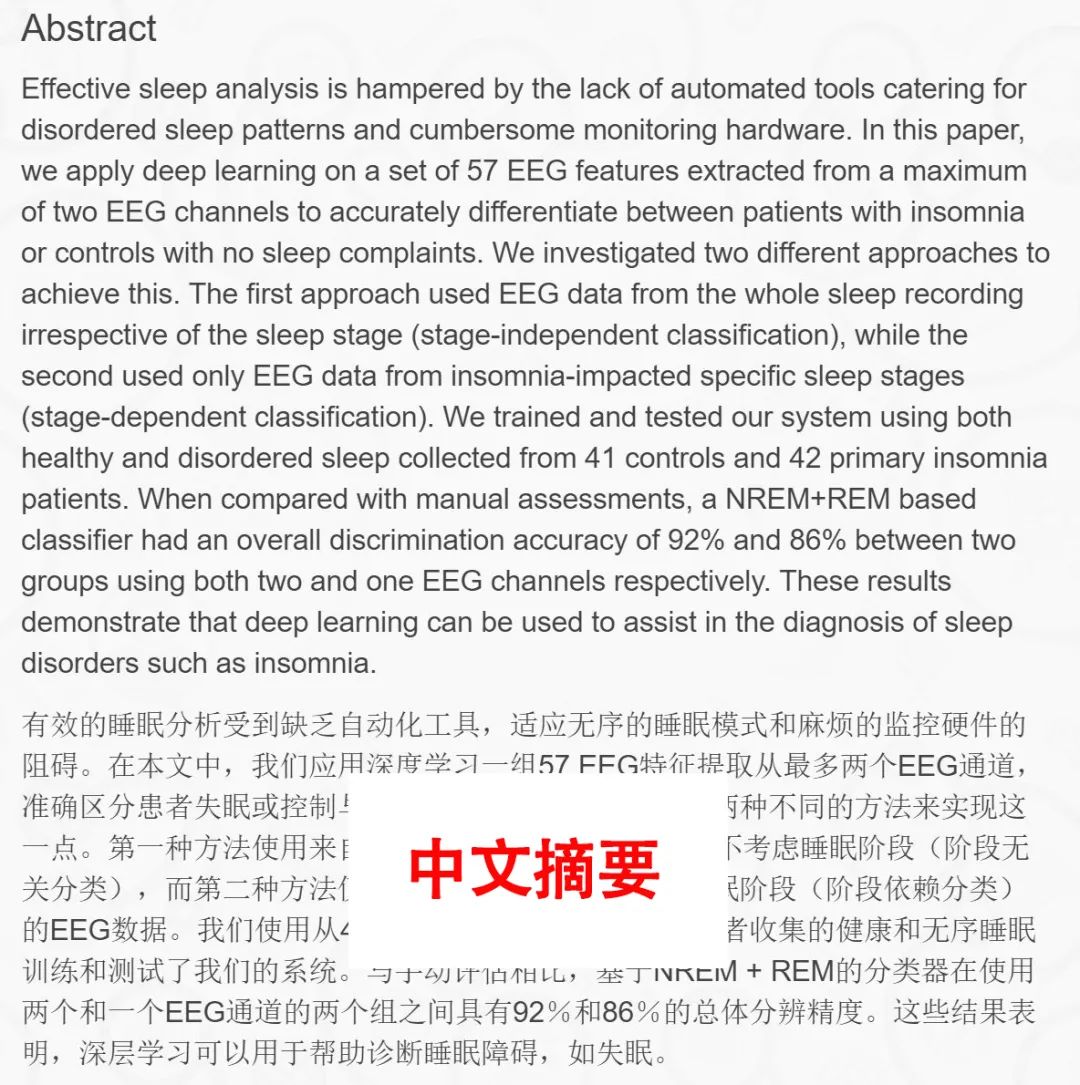 Abstract
Effective sleep analysis is hampered by the lack of automated tools catering for
disordered sleep patterns and cumbersome monitoring hardware. In this paper,
we apply deep learning on a set of 57 EEG features extracted from a maximum
of two EEG channels to accurately differentiate between patients with insomnia
or controls with no sleep complaints. We investigated two different approaches to
achieve this. The first approach used EEG data from the whole sleep recording
irrespective of the sleep stage (stage-independent classification), while the
second used only EEG data from insomnia-impacted specific sleep stages
(stage-dependent classification). We trained and tested our system using both
healthy and disordered sleep collected from 41 controls and 42 primary insomnia
patients. When compared with manual assessments, a NREM+REM based
classifier had an overall discrimination accuracy of 92% and 86% between two
groups using both two and one EEG channels respectively. These results
demonstrate that deep learning can be used to assist in the diagnosis of sleep
disorders such as insomnia.
有效的睡眠分析受到缺乏自动化工具，适应无序的睡眠模式和麻烦的监控硬件的
阻碍。在本文中，我们应用深度学习一组57 EEG特征提取从最多两个EEG通道，
准确区分患者失眠或控制 两种不同的方法来实现这
一点。第一种方法使用来自 不考虑睡眠阶段（阶段无
关分类），而第二种方法使 眠阶段（阶段依赖分类）
的EEG数据。我们使用从4 者收集的健康和无序睡眠
训练和测试了我们的系统。与手动评估相比，基于NREM + REM的分类器在使用
两个和一个EEG通道的两个组之间具有92％和86％的总体分辨精度。这些结果表
明，深层学习可以用于帮助诊断睡眠障碍，如失眠。
中文摘要